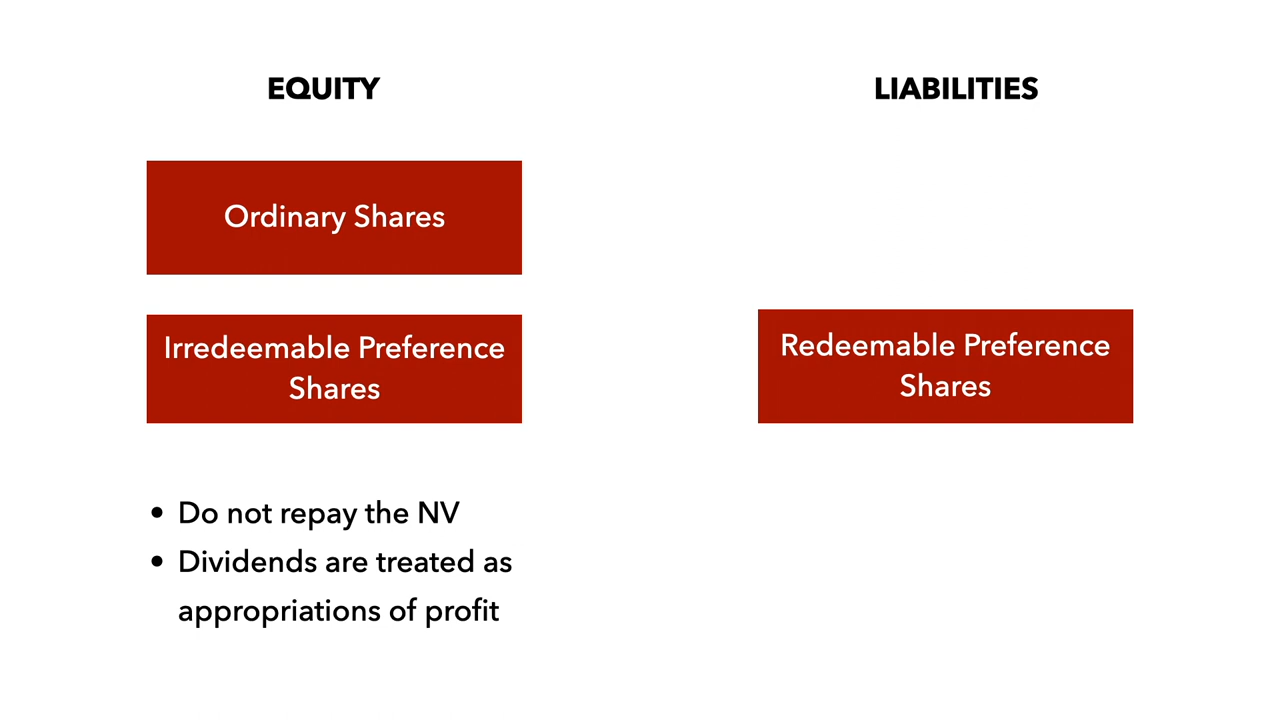 EQUITY
LIABILITIES
Ordinary Shares
Irredeemable Preference
Shares
Redeemable Preference
Shares
• Do not repay the NV
• Dividends are treated as
appropriations of profit